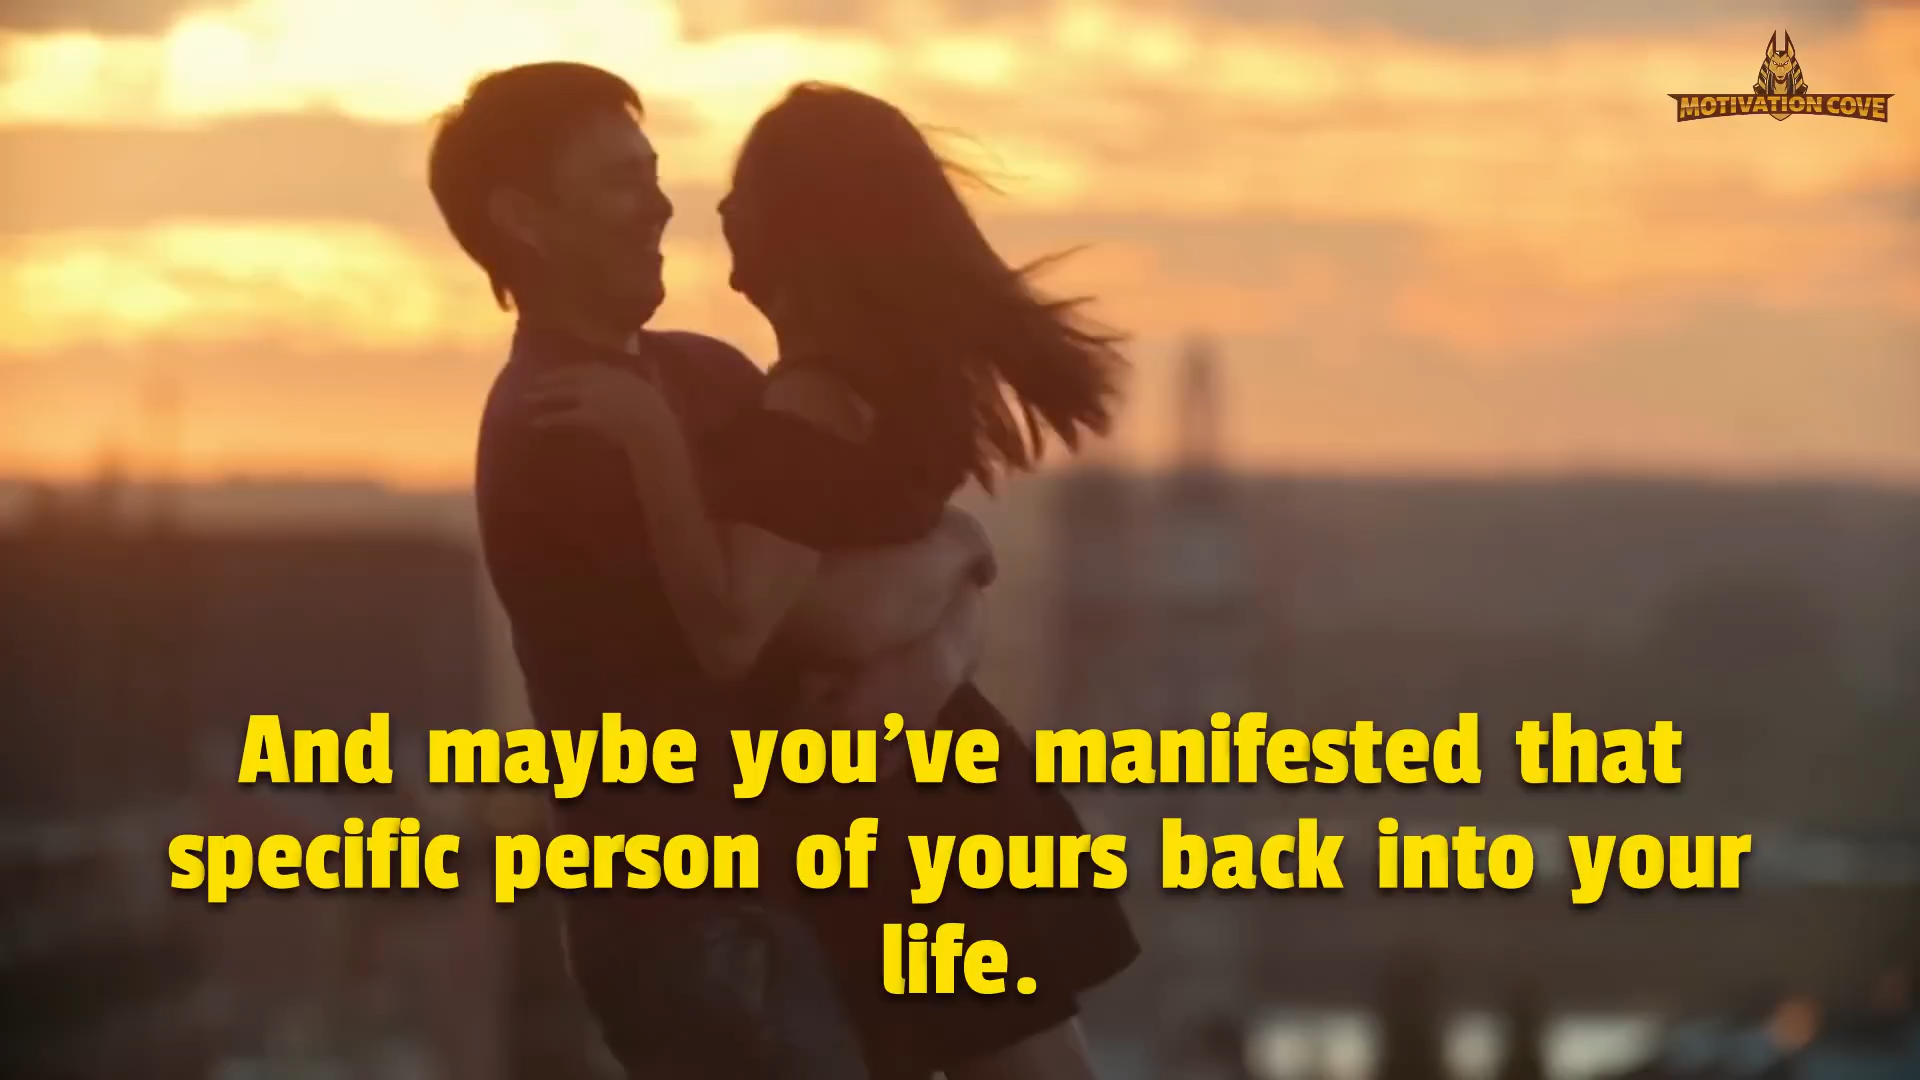 MOTIVATION COVE
And maybe you’ve manifested that
specific person of yours back into your
life.